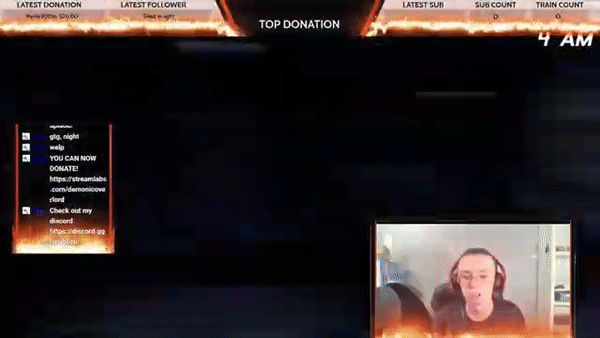 LATEST DONATION
LATEST FOLLOWER
TOP DONATION
LATEST SUB
SUB COUNT
TRAIN COUNT
0
0
4 AM
gtg, night
welp
YOU CAN NOW
DONATE!
https://streamlabs
.com/demonicove
rlord
Check out my
discord
https://discord.gg